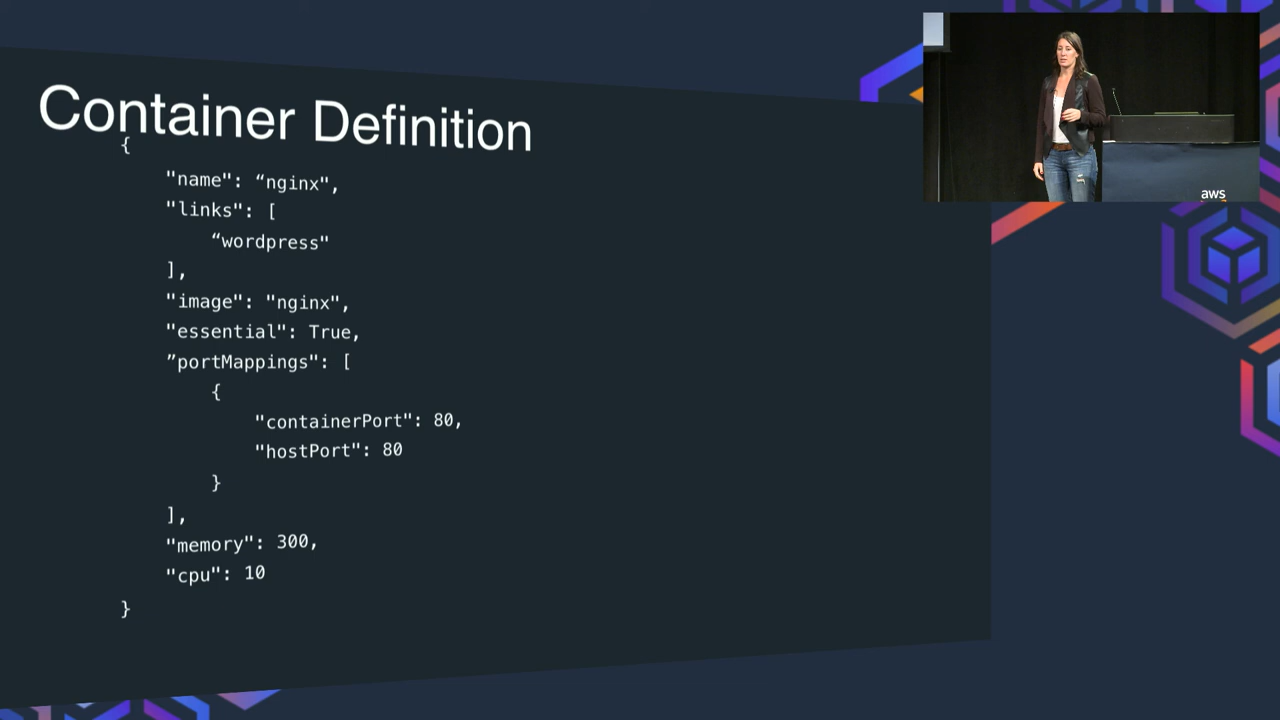 Container Definition
{
"name": “nginx",
"links": [
“wordpress"
],
"image": "nginx",
"essential": True,
”portMappings": [
{
"containerPort": 80,
"hostPort": 80
}
],
"memory": 300,
"cpu": 10
}
aws